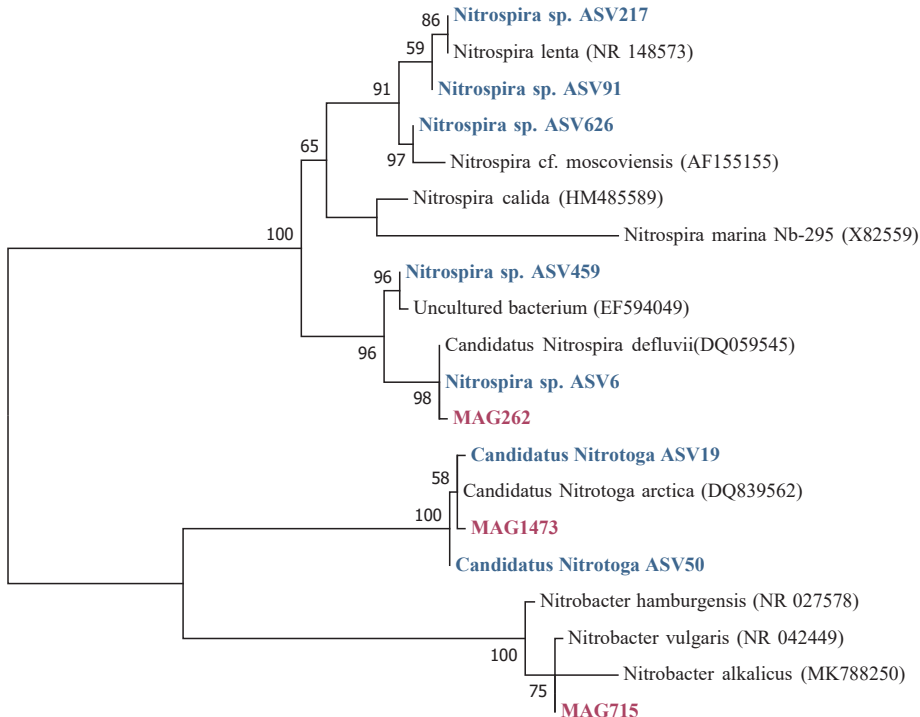 86
Nitrospira sp. ASV217
Nitrospira lenta (NR 148573)
59
Nitrospira sp. ASV91
91
Nitrospira sp. ASV626
97
Nitrospira cf. moscoviensis (AF155155)
65
Nitrospira calida (HM485589)
Nitrospira marina Nb-295 (X82559)
100
Nitrospira sp. ASV459
96
Uncultured bacterium (EF594049)
96
Candidatus Nitrospira defluvii(DQ059545)
Nitrospira sp. ASV6
98
MAG262
Candidatus Nitrotoga ASV19
58
Candidatus Nitrotoga arctica (DQ839562)
100
MAG1473
Candidatus Nitrotoga ASV50
Nitrobacter hamburgensis (NR 027578)
100
Nitrobacter vulgaris (NR 042449)
Nitrobacter alkalicus (MK788250)
75
MAG715